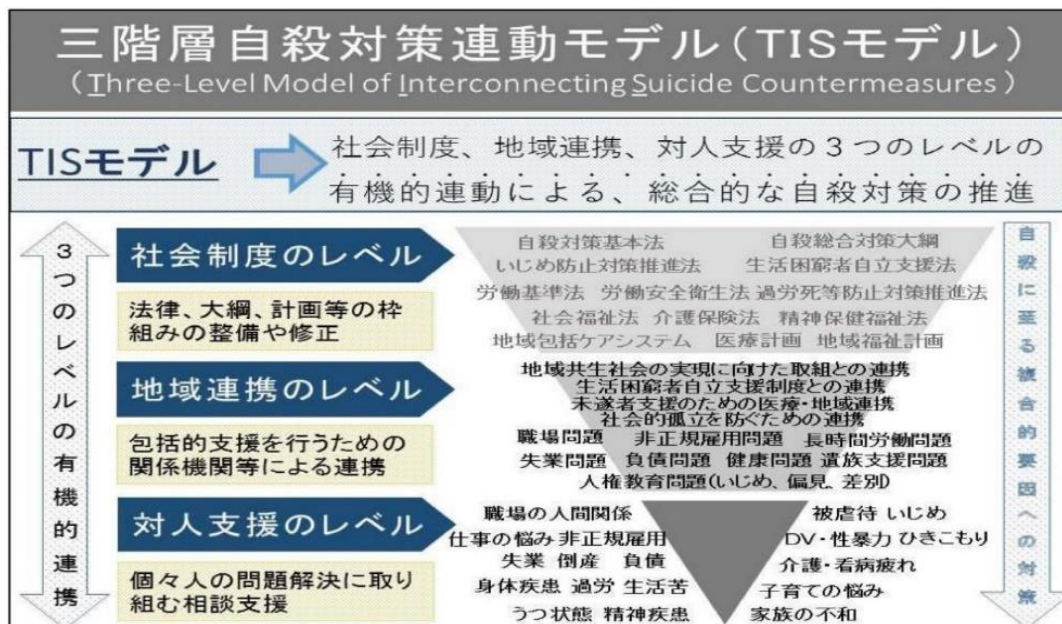 三階層自殺対策連動モデル(TISモデル)
(Three-Level Model of Interconnecting Suicide Countermeasures)
TISモデル
社会制度、地域連携、対人支援の3つのレベルの
有機的連動による、総合的な自殺対策の推進
3つのレベルの有機的連携
社会制度のレベル
法律、大綱、計画等の枠
組みの整備や修正
自殺対策基本法 自殺総合対策大綱
いじめ防止対策推進法 生活困窮者自立支援法
労働基準法 労働安全衛生法 過労死等防止対策推進法
社会福祉法 介護保険法 精神保健福祉法
地域包括ケアシステム 医療計画 地域福祉計画
地域連携のレベル
包括的支援を行うための
関係機関等による連携
地域共生社会の実現に向けた取組との連携
生活困窮者自立支援制度との連携
未遂者支援のための医療・地域連携
社会的孤立を防ぐための連携
職場問題 非正規雇用問題 長時間労働問題
失業問題 負債問題 健康問題 遺族支援問題
人権教育問題(いじめ、偏見、差別)
対人支援のレベル
個々人の問題解決に取り
組む相談支援
職場の人間関係 被虐待 いじめ
仕事の悩み 非正規雇用 DV・性暴力 ひきこもり
失業 倒産 負債 介護・看病疲れ
身体疾患 過労 生活苦 子育ての悩み
うつ状態 精神疾患 家族の不和
自殺に至る複合的要因への対策